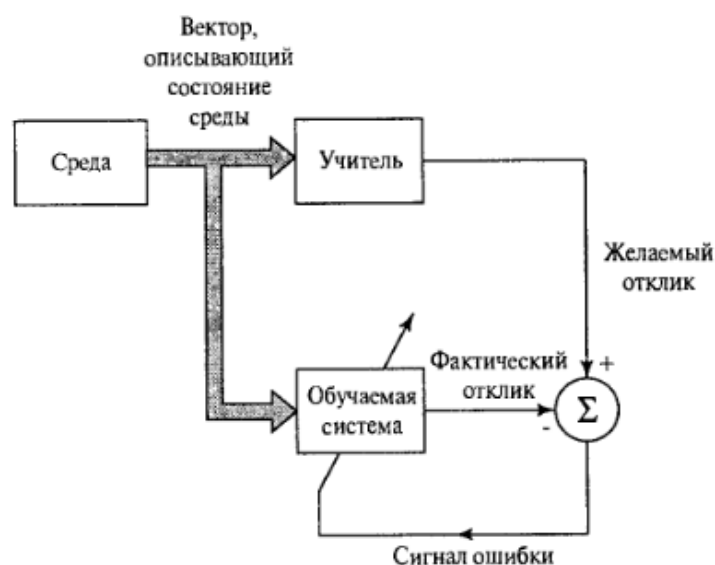 Вектор,
описывающий
состояние
среды
Среда
Учитель
Желаемый
отклик
Обучаемая
система
Фактический
отклик
+
-
Σ
Сигнал ошибки